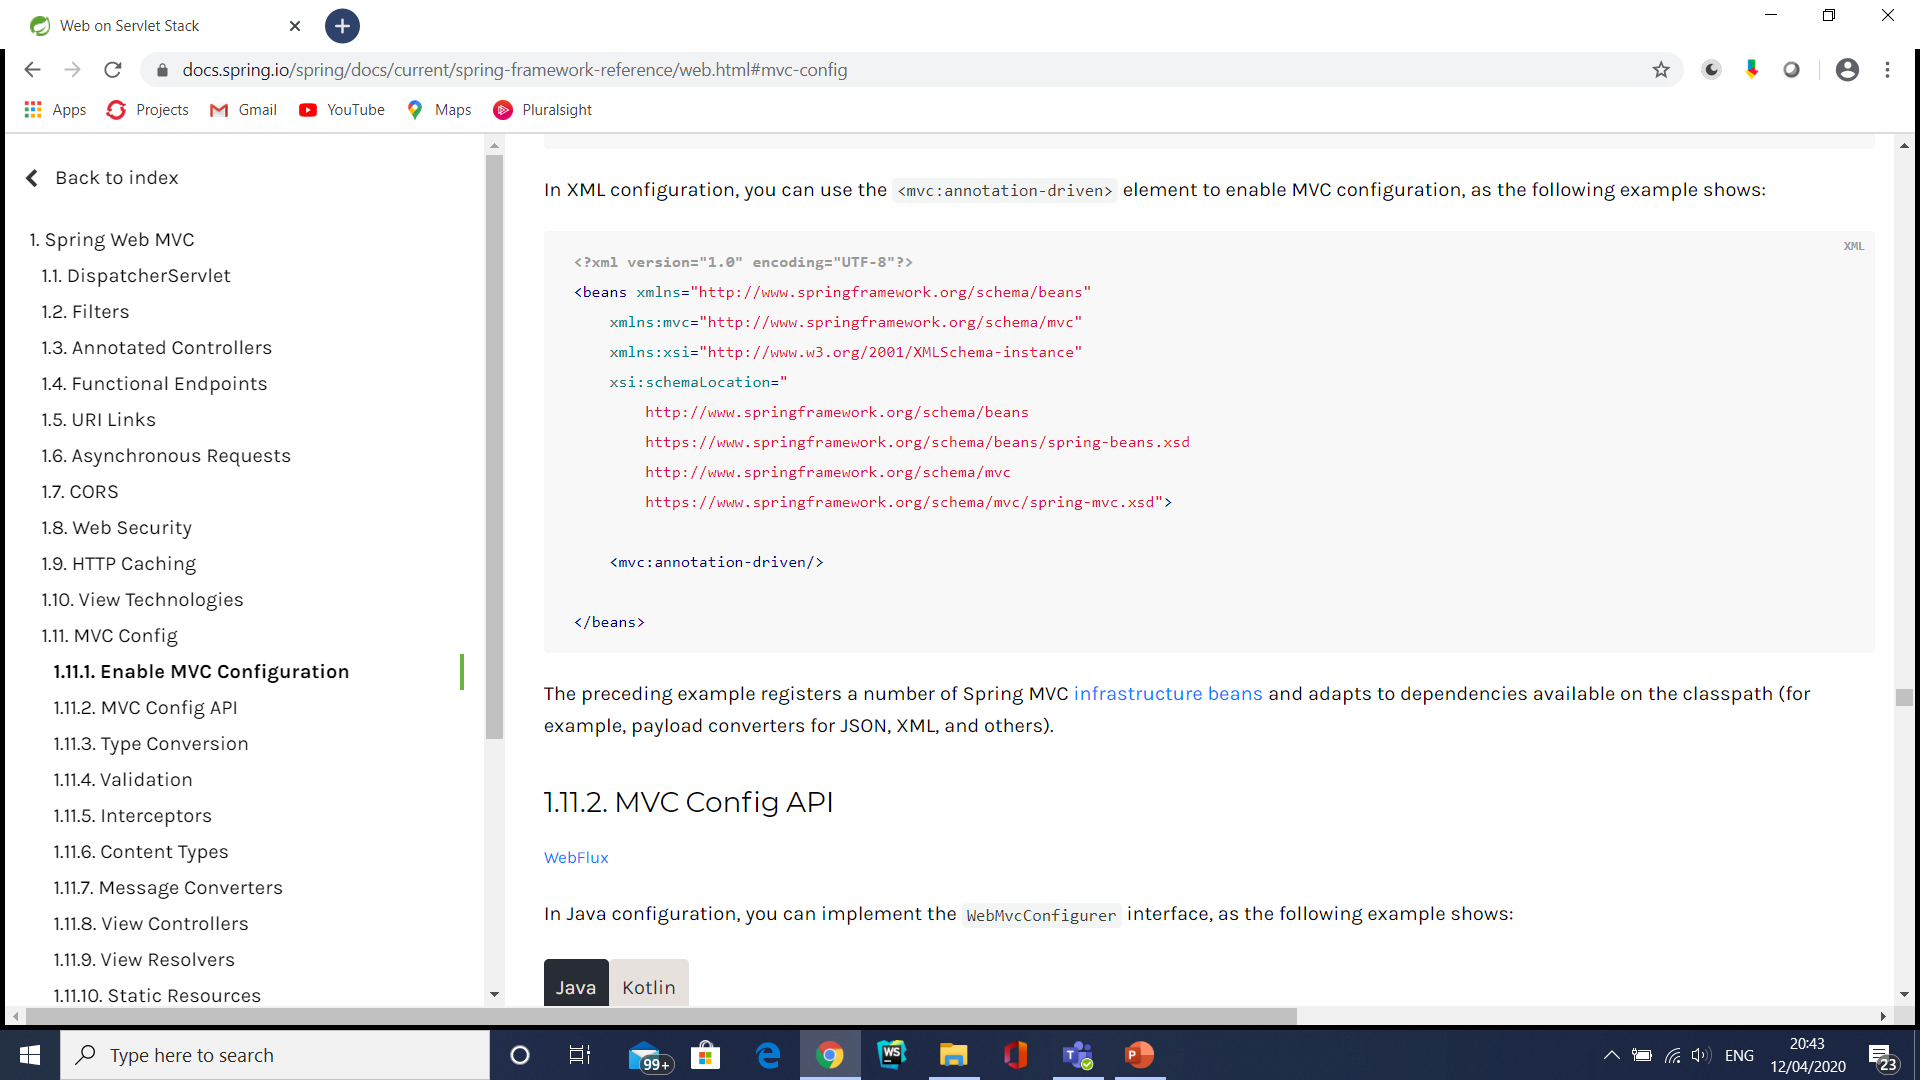 Web on Servlet Stack
docs.spring.io/spring/docs/current/spring-framework-reference/web.html#mvc-config
Apps Projects Gmail YouTube Maps Pluralsight
Back to index
1. Spring Web MVC
1.1. DispatcherServlet
1.2. Filters
1.3. Annotated Controllers
1.4. Functional Endpoints
1.5. URI Links
1.6. Asynchronous Requests
1.7. CORS
1.8. Web Security
1.9. HTTP Caching
1.10. View Technologies
1.11. MVC Config
1.11.1. Enable MVC Configuration
1.11.2. MVC Config API
1.11.3. Type Conversion
1.11.4. Validation
1.11.5. Interceptors
1.11.6. Content Types
1.11.7. Message Converters
1.11.8. View Controllers
1.11.9. View Resolvers
1.11.10. Static Resources
In XML configuration, you can use the <mvc:annotation-driven> element to enable MVC configuration, as the following example shows:
XML
<?xml version="1.0" encoding="UTF-8"?>
<beans xmlns="http://www.springframework.org/schema/beans"
xmlns:mvc="http://www.springframework.org/schema/mvc"
xmlns:xsi="http://www.w3.org/2001/XMLSchema-instance"
xsi:schemaLocation="
http://www.springframework.org/schema/beans
https://www.springframework.org/schema/beans/spring-beans.xsd
http://www.springframework.org/schema/mvc
https://www.springframework.org/schema/mvc/spring-mvc.xsd">
<mvc:annotation-driven/>
</beans>
The preceding example registers a number of Spring MVC infrastructure beans and adapts to dependencies available on the classpath (for
example, payload converters for JSON, XML, and others).
1.11.2. MVC Config API
WebFlux
In Java configuration, you can implement the WebMvcConfigurer interface, as the following example shows:
Java Kotlin
Type here to search
99+
WS
ENG
20:43
12/04/2020
23